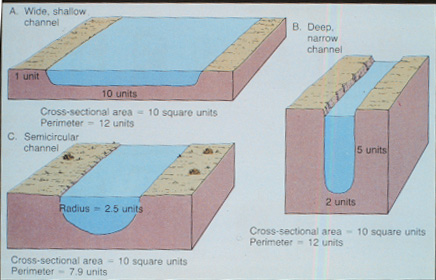 A. Wide, shallow
channel
1 unit
10 units
Cross-sectional area = 10 square units
Perimeter = 12 units
B. Deep,
narrow
channel
5 units
2 units
Cross-sectional area = 10 square units
Perimeter = 12 units
C. Semicircular
channel
Radius = 2.5 units
Cross-sectional area = 10 square units
Perimeter = 7.9 units